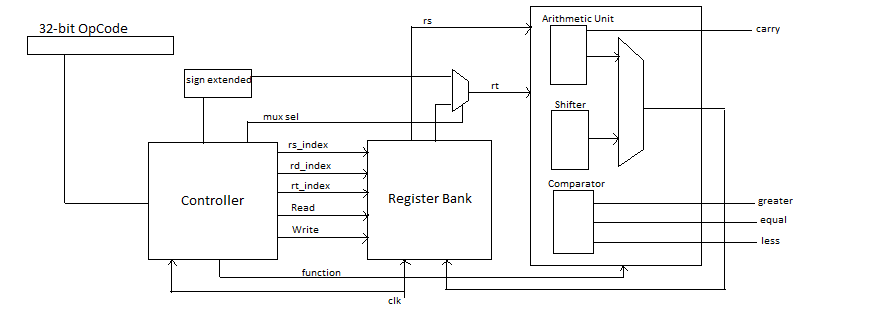 32-bit OpCode
Arithmetic Unit
rs
carry
sign extended
rt
Shifter
mux sel
rs_index
rd_index
rt_index
Read
Write
Controller
Register Bank
Comparator
greater
equal
less
function
clk